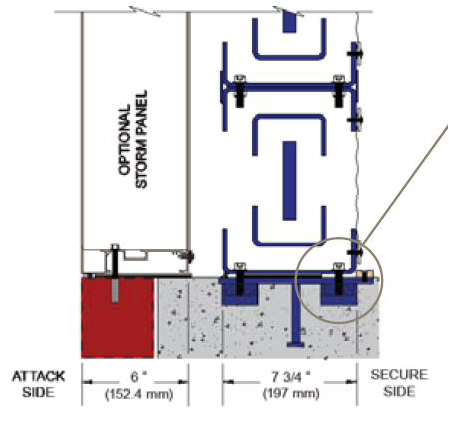 OPTIONAL
STORM PANEL
ATTACK
SIDE
6 "
(152.4 mm)
7 3/4 "
(197 mm)
SECURE
SIDE